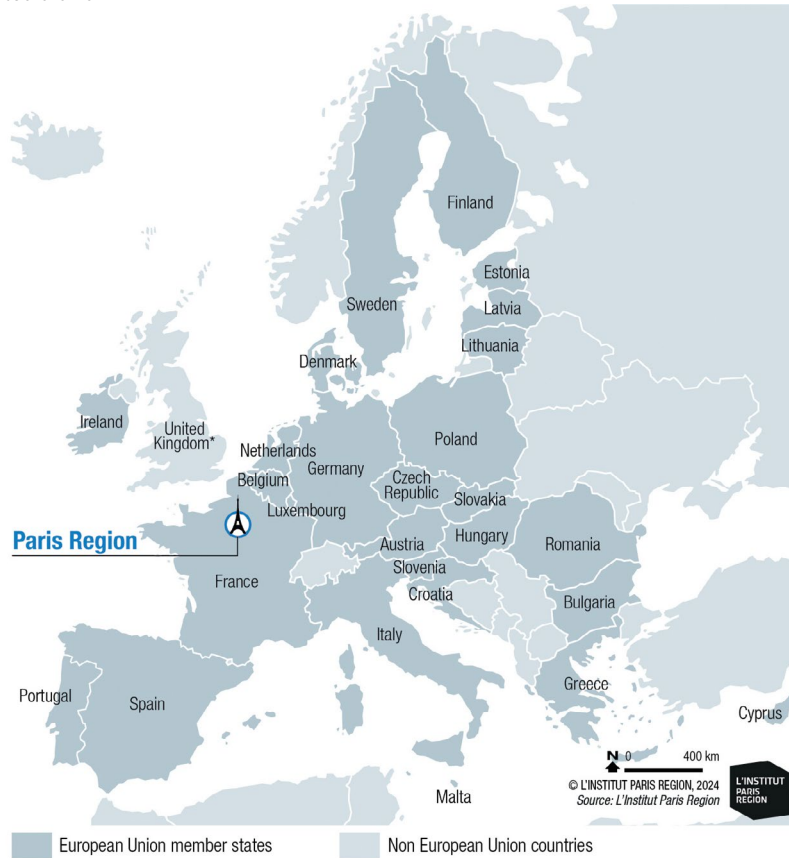 Finland
Estonia
Sweden
Latvia
Lithuania
Denmark
Ireland
United
Kingdom*
Netherlands
Poland
Germany
Belgium
Czech
Republic
Slovakia
Luxembourg
Paris Region
Hungary
Austria
Romania
Slovenia
France
Croatia
Bulgaria
Italy
Greece
Portugal
Spain
Cyprus
N 0 400 km
© L'INSTITUT PARIS REGION, 2024
Source: L'Institut Paris Region
L'INSTITUT
PARIS
REGION
Malta
European Union member states
Non European Union countries